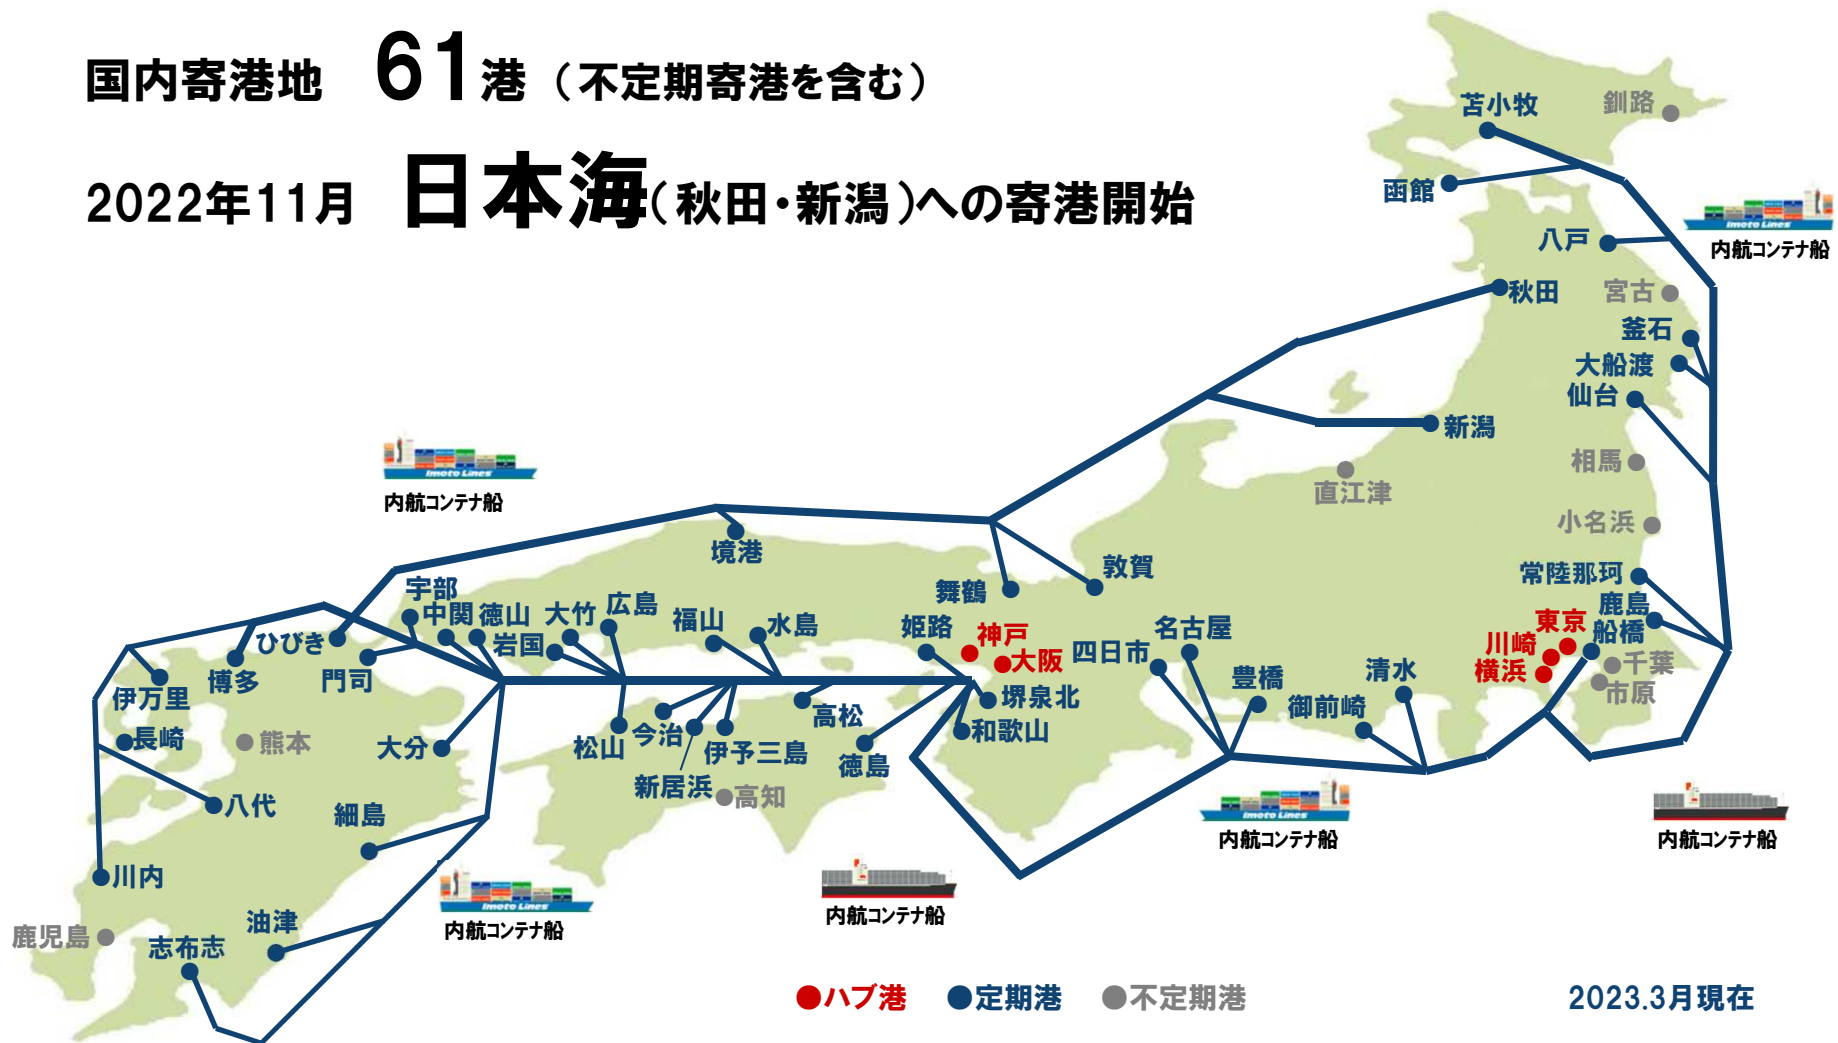 国内寄港地 61港（不定期寄港を含む）
2022年11月 日本海（秋田・新潟）への寄港開始
苫小牧
釧路
函館
Imoto Lines
内航コンテナ船
八戸
秋田
宮古
釜石
大船渡
仙台
新潟
相馬
直江津
小名浜
Imoto Lines
内航コンテナ船
境港
敦賀
舞鶴
常陸那珂
鹿島
東京
船橋
川崎
横浜
千葉
市原
宇部
中関
徳山
大竹
広島
岩国
福山
水島
姫路
神戸
大阪
四日市
名古屋
豊橋
清水
御前崎
ひびき
門司
博多
伊万里
長崎
熊本
大分
松山
今治
新居浜
伊予三島
高松
徳島
堺泉北
和歌山
高知
八代
細島
川内
Imoto Lines
内航コンテナ船
内航コンテナ船
Imoto Lines
内航コンテナ船
内航コンテナ船
鹿児島
志布志
油津
●ハブ港 ●定期港 ●不定期港
2023.3月現在